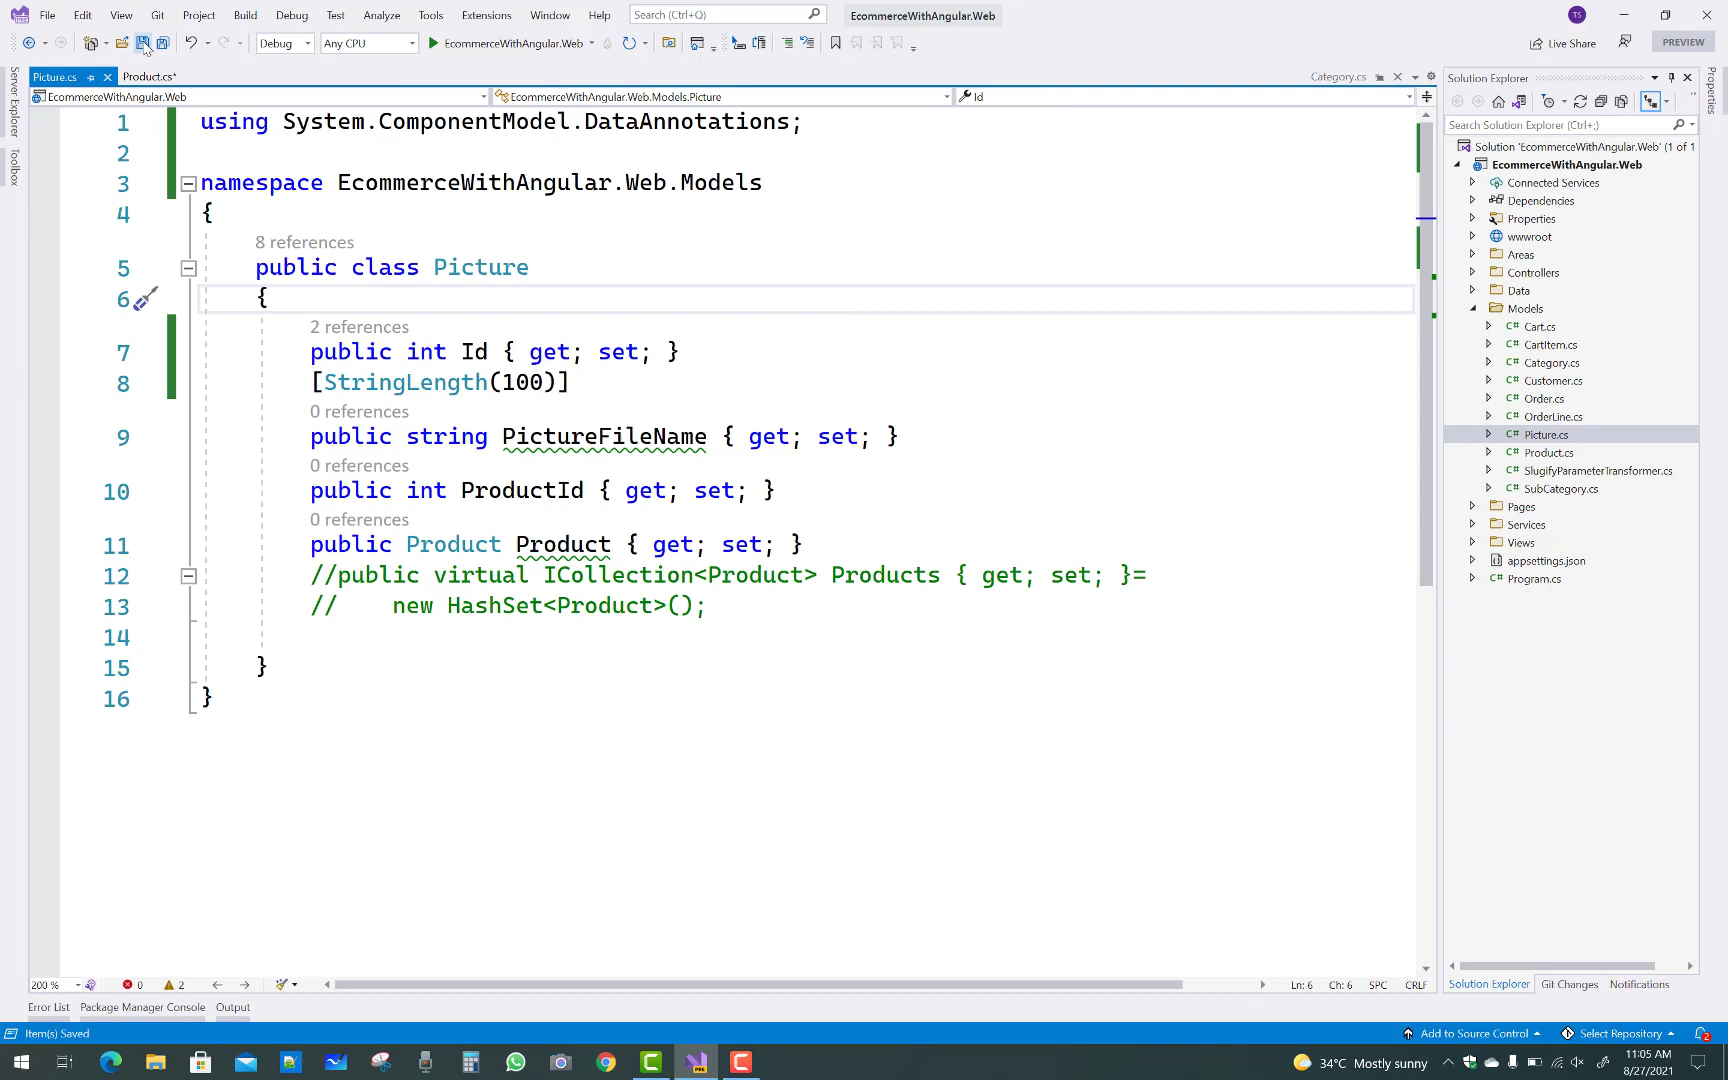 File Edit View Git Project Build Debug Test Analyze Tools Extensions Window Help Search (Ctrl+Q) EcommerceWithAngular.Web TS
Debug Any CPU EcommerceWithAngular.Web Live Share PREVIEW
Server Explorer
Toolbox
Picture.cs Product.cs* Category.cs
EcommerceWithAngular.Web EcommerceWithAngular.Web.Models.Picture Id
1 using System.ComponentModel.DataAnnotations;
2
3 namespace EcommerceWithAngular.Web.Models
4 {
8 references
5 public class Picture
6 {
2 references
7 public int Id { get; set; }
8 [StringLength(100)]
0 references
9 public string PictureFileName { get; set; }
0 references
10 public int ProductId { get; set; }
0 references
11 public Product Product { get; set; }
12 //public virtual ICollection<Product> Products { get; set; }=
13 //    new HashSet<Product>();
14
15 }
16 }
200 % 0 2 Ln: 6 Ch: 6 SPC CRLF
Error List Package Manager Console Output
Solution Explorer
Search Solution Explorer (Ctrl+;)
Solution 'EcommerceWithAngular.Web' (1 of 1
EcommerceWithAngular.Web
Connected Services
Dependencies
Properties
wwwroot
Areas
Controllers
Data
Models
C# Cart.cs
C# CartItem.cs
C# Category.cs
C# Customer.cs
C# Order.cs
C# OrderLine.cs
C# Picture.cs
C# Product.cs
C# SlugifyParameterTransformer.cs
C# SubCategory.cs
Pages
Services
Views
appsettings.json
C# Program.cs
Solution Explorer Git Changes Notifications
Properties
Item(s) Saved Add to Source Control Select Repository 2
34°C Mostly sunny 11:05 AM
8/27/2021